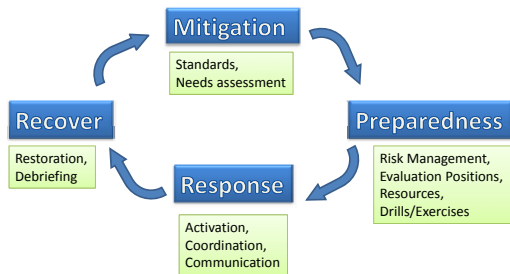 Mitigation
Standards,
Needs assessment
Recover
Restoration,
Debriefing
Preparedness
Risk Management,
Evaluation Positions,
Resources,
Drills/Exercises
Response
Activation,
Coordination,
Communication